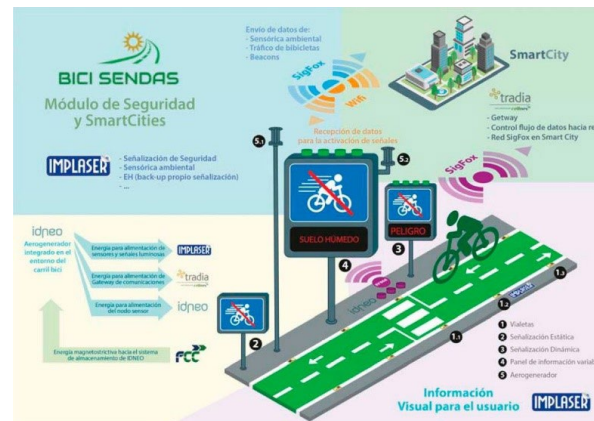 BICI SENDAS
Módulo de Seguridad
y SmartCities
IMPLASER
- Señalización de Seguridad
- Sensórica ambiental
- EH (back-up propio señalización)
- ...
Envío de datos de:
- Sensórica ambiental
- Tráfico de bibicletas
- Beacons
SigFox
Wifi
Recepción de datos
para la activación de señales
SmartCity
tradia
- Getway
- Control flujo de datos hacia re
- Red SigFox en Smart City
SigFox
5.1
5.2
SUELO HÚMEDO
PELIGRO
4
3
idneo
Aerogenerador
integrado en el
entorno del
carril bici
Energía para alimentación de
sensores y señales luminosas
IMPLASER
Energía para alimentación de
Gateway de comunicaciones
tradia
Energía para alimentación
del nodo sensor
idneo
Energía magnetostrictiva hacia el sistema
de almacenamiento de IDNEO
FCC
2
idneo
1.1
1.2
1.3
IMPLASER
1 Vialetas
2 Señalización Estática
3 Señalización Dinámica
4 Panel de información variable
5 Aerogenerador
Información
Visual para el usuario
IMPLASER